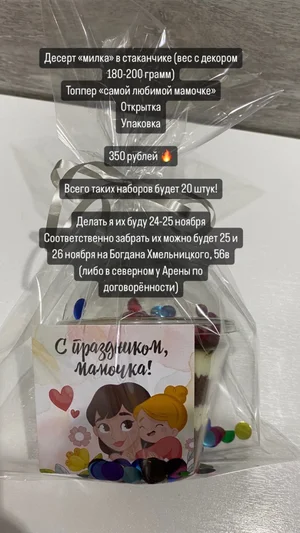 Десерт «милка» в стаканчике (вес с декором
180-200 грамм)
Топпер «самой любимой мамочке»
Открытка
Упаковка
350 рублей 🔥
Всего таких наборов будет 20 штук!
Делать я их буду 24-25 ноября
Соответственно забрать их можно будет 25 и
26 ноября на Богдана Хмельницкого, 56в
(либо в северном у Арены по
договорённости)
С праздником,
мамочка!